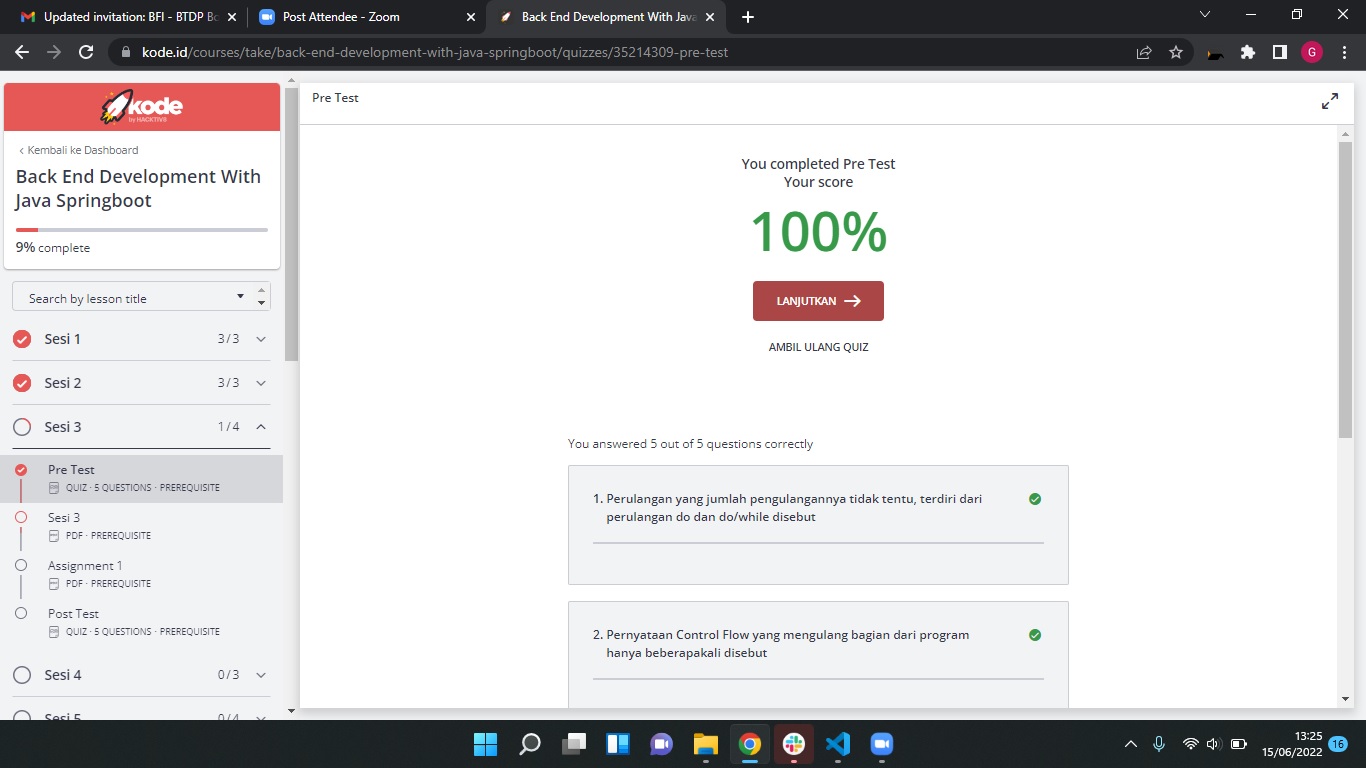 Updated invitation: BFI - BTDP Bo
Post Attendee - Zoom
Back End Development With Java
kode.id/courses/take/back-end-development-with-java-springboot/quizzes/35214309-pre-test
G
kode
by HACKTIV8
Kembali ke Dashboard
Back End Development With
Java Springboot
9% complete
Search by lesson title
Sesi 1 3 / 3
Sesi 2 3 / 3
Sesi 3 1 / 4
Pre Test
QUIZ · 5 QUESTIONS · PREREQUISITE
Sesi 3
PDF · PREREQUISITE
Assignment 1
PDF · PREREQUISITE
Post Test
QUIZ · 5 QUESTIONS · PREREQUISITE
Sesi 4 0 / 3
Sesi 5 0 / 4
Pre Test
You completed Pre Test
Your score
100%
LANJUTKAN
AMBIL ULANG QUIZ
You answered 5 out of 5 questions correctly
1. Perulangan yang jumlah pengulangannya tidak tentu, terdiri dari
perulangan do dan do/while disebut
2. Pernyataan Control Flow yang mengulang bagian dari program
hanya beberapakali disebut
13:25
15/06/2022
16